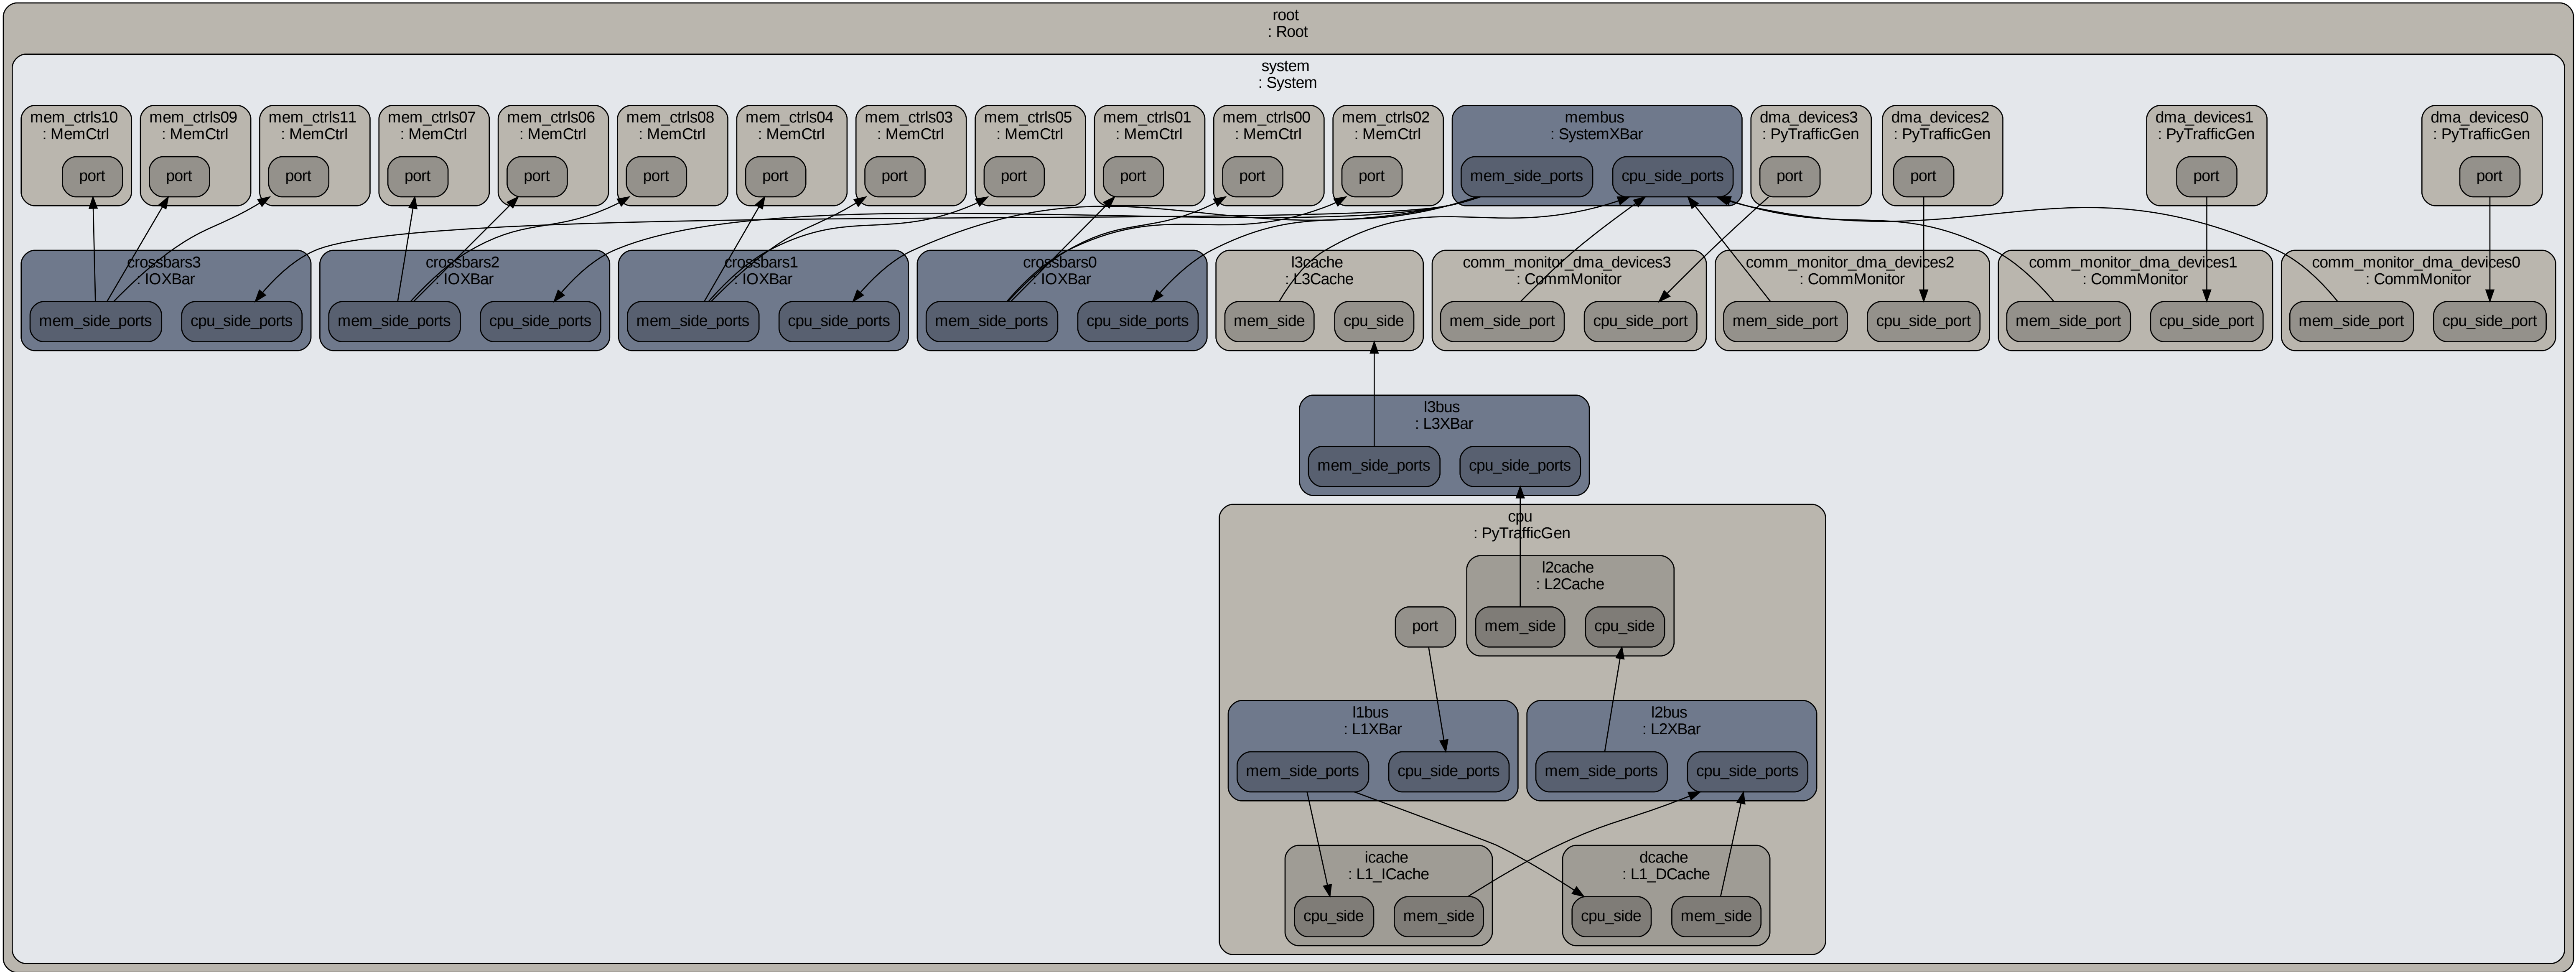 root
: Root
system
: System
mem_ctrls10
: MemCtrl
port
mem_ctrls09
: MemCtrl
port
mem_ctrls11
: MemCtrl
port
mem_ctrls07
: MemCtrl
port
mem_ctrls06
: MemCtrl
port
mem_ctrls08
: MemCtrl
port
mem_ctrls04
: MemCtrl
port
mem_ctrls03
: MemCtrl
port
mem_ctrls05
: MemCtrl
port
mem_ctrls01
: MemCtrl
port
mem_ctrls00
: MemCtrl
port
mem_ctrls02
: MemCtrl
port
membus
: SystemXBar
mem_side_ports
cpu_side_ports
dma_devices3
: PyTrafficGen
port
dma_devices2
: PyTrafficGen
port
dma_devices1
: PyTrafficGen
port
dma_devices0
: PyTrafficGen
port
crossbars3
: IOXBar
mem_side_ports
cpu_side_ports
crossbars2
: IOXBar
mem_side_ports
cpu_side_ports
crossbars1
: IOXBar
mem_side_ports
cpu_side_ports
crossbars0
: IOXBar
mem_side_ports
cpu_side_ports
l3cache
: L3Cache
mem_side
cpu_side
comm_monitor_dma_devices3
: CommMonitor
mem_side_port
cpu_side_port
comm_monitor_dma_devices2
: CommMonitor
mem_side_port
cpu_side_port
comm_monitor_dma_devices1
: CommMonitor
mem_side_port
cpu_side_port
comm_monitor_dma_devices0
: CommMonitor
mem_side_port
cpu_side_port
l3bus
: L3XBar
mem_side_ports
cpu_side_ports
cpu
: PyTrafficGen
l2cache
: L2Cache
port
mem_side
cpu_side
l1bus
: L1XBar
mem_side_ports
cpu_side_ports
l2bus
: L2XBar
mem_side_ports
cpu_side_ports
icache
: L1_ICache
cpu_side
mem_side
dcache
: L1_DCache
cpu_side
mem_side